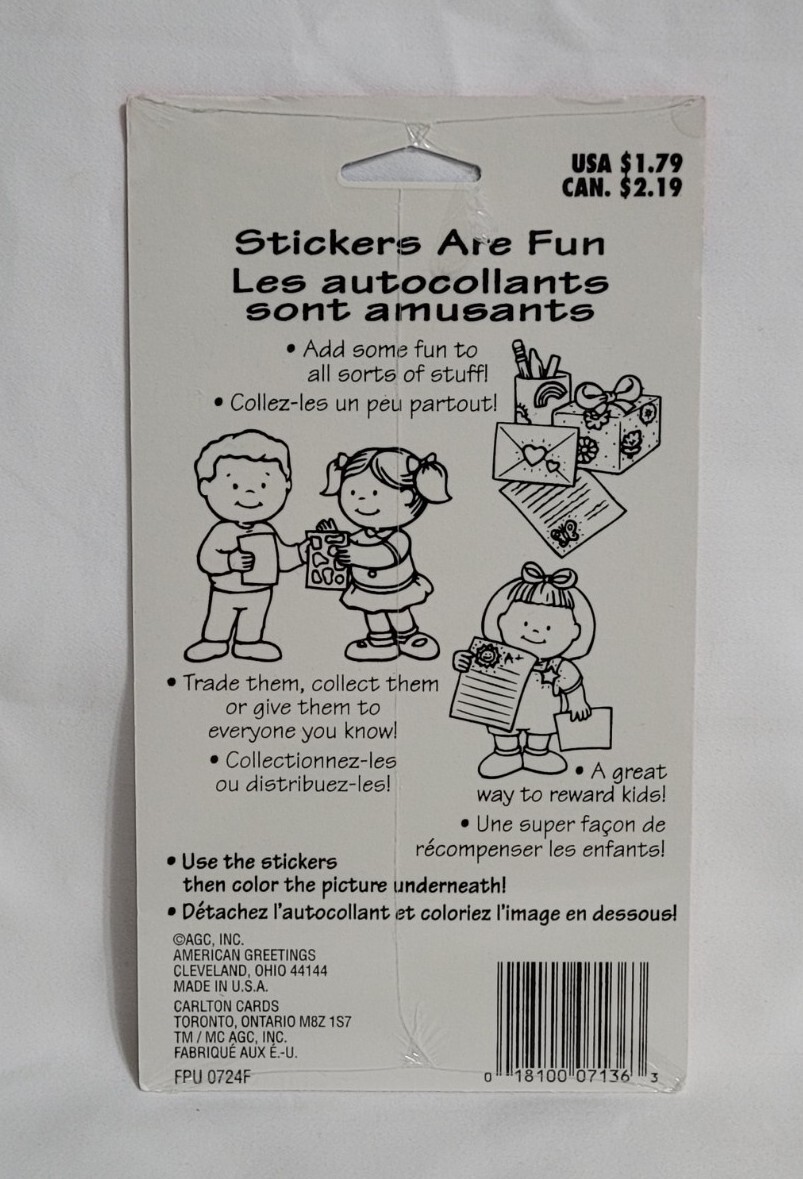 USA $1.79
CAN. $2.19
Stickers Are Fun
Les autocollants
sont amusants
• Add some fun to
all sorts of stuff!
• Collez-les un peu partout!
A+
• Trade them, collect them
or give them to
everyone you know!
• Collectionnez-les
ou distribuez-les!
• A great
way to reward kids!
• Une super façon de
récompenser les enfants!
• Use the stickers
then color the picture underneath!
• Détachez l'autocollant et coloriez l'image en dessous!
©AGC, INC.
AMERICAN GREETINGS
CLEVELAND, OHIO 44144
MADE IN U.S.A.
CARLTON CARDS
TORONTO, ONTARIO M8Z 1S7
TM / MC AGC, INC.
FABRIQUÉ AUX É.-U.
FPU 0724F
0 18100 07136 3